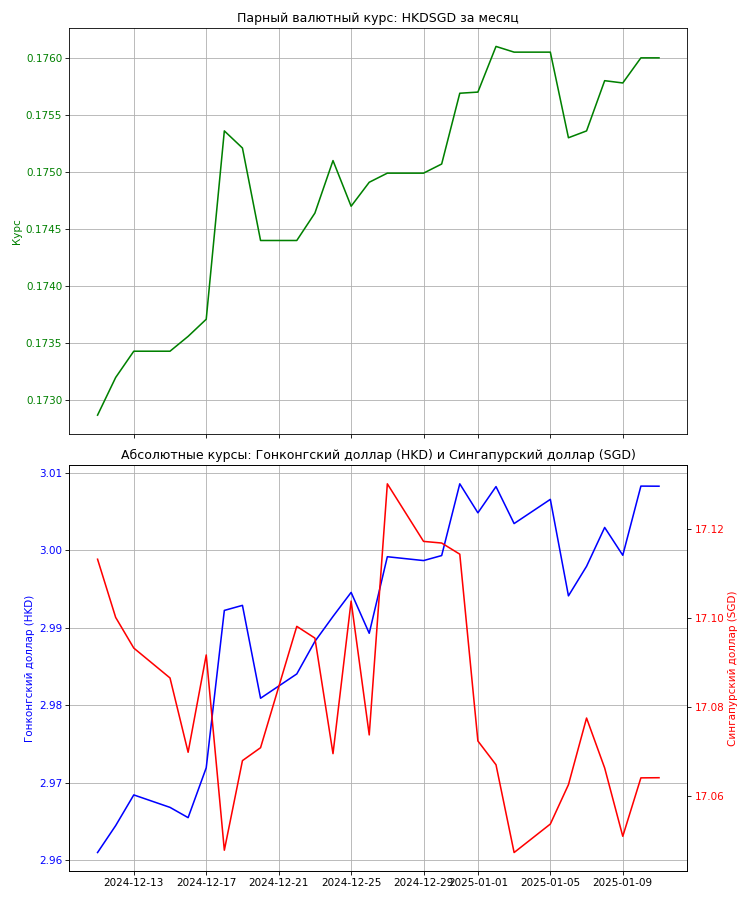 Парный валютный курс: HKDSGD за месяц
0.1760
0.1755
0.1750
0.1745
0.1740
0.1735
0.1730
Курс
Абсолютные курсы: Гонконгский доллар (HKD) и Сингапурский доллар (SGD)
3.01
3.00
2.99
2.98
2.97
2.96
Гонконгский доллар (HKD)
17.12
17.10
17.08
17.06
Сингапурский доллар (SGD)
2024-12-13 2024-12-17 2024-12-21 2024-12-25 2024-12-29 2025-01-01 2025-01-05 2025-01-09